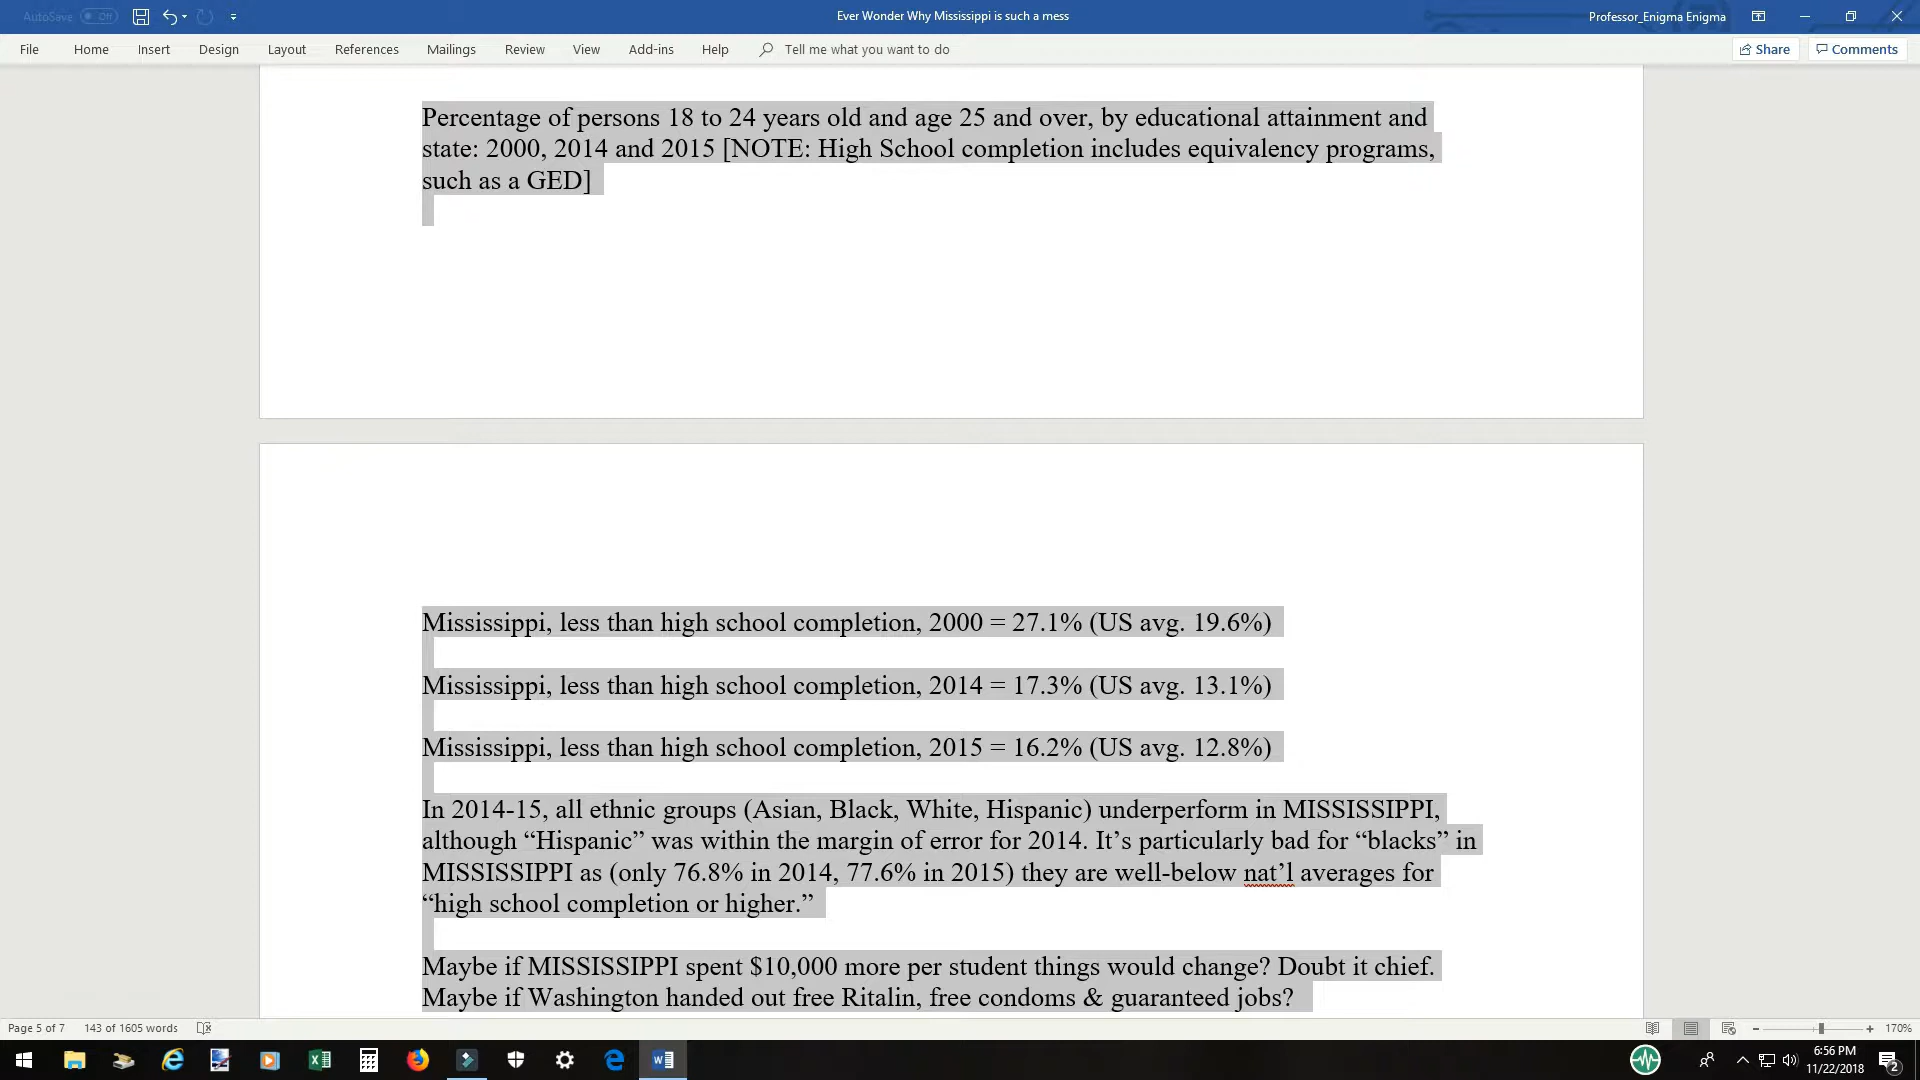 AutoSave Off
Ever Wonder Why Mississippi is such a mess
Professor_Enigma Enigma
File Home Insert Design Layout References Mailings Review View Add-ins Help Tell me what you want to do
Share Comments
Percentage of persons 18 to 24 years old and age 25 and over, by educational attainment and
state: 2000, 2014 and 2015 [NOTE: High School completion includes equivalency programs,
such as a GED]
Mississippi, less than high school completion, 2000 = 27.1% (US avg. 19.6%)
Mississippi, less than high school completion, 2014 = 17.3% (US avg. 13.1%)
Mississippi, less than high school completion, 2015 = 16.2% (US avg. 12.8%)
In 2014-15, all ethnic groups (Asian, Black, White, Hispanic) underperform in MISSISSIPPI,
although “Hispanic” was within the margin of error for 2014. It’s particularly bad for “blacks” in
MISSISSIPPI as (only 76.8% in 2014, 77.6% in 2015) they are well-below nat’l averages for
“high school completion or higher.”
Maybe if MISSISSIPPI spent $10,000 more per student things would change? Doubt it chief.
Maybe if Washington handed out free Ritalin, free condoms & guaranteed jobs?
Page 5 of 7 143 of 1605 words
170%
6:56 PM
11/22/2018
2